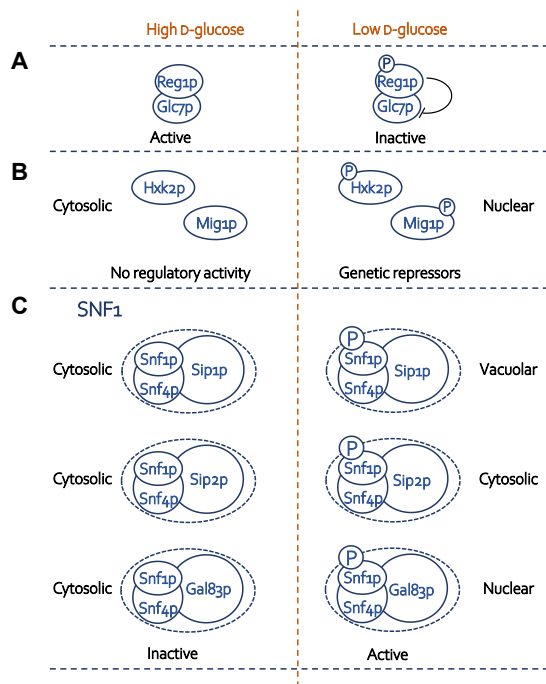 High D-glucose Low D-glucose
A
P
Reg1p Reg1p
Glc7p Glc7p
Active Inactive
B
P
Hxk2p Hxk2p
Cytosolic Nuclear
P
Mig1p Mig1p
No regulatory activity Genetic repressors
C
SNF1
P
Snf1p Snf1p
Cytosolic Sip1p Sip1p Vacuolar
Snf4p Snf4p
P
Snf1p Snf1p
Cytosolic Sip2p Sip2p Cytosolic
Snf4p Snf4p
P
Snf1p Snf1p
Cytosolic Gal83p Gal83p Nuclear
Snf4p Snf4p
Inactive Active